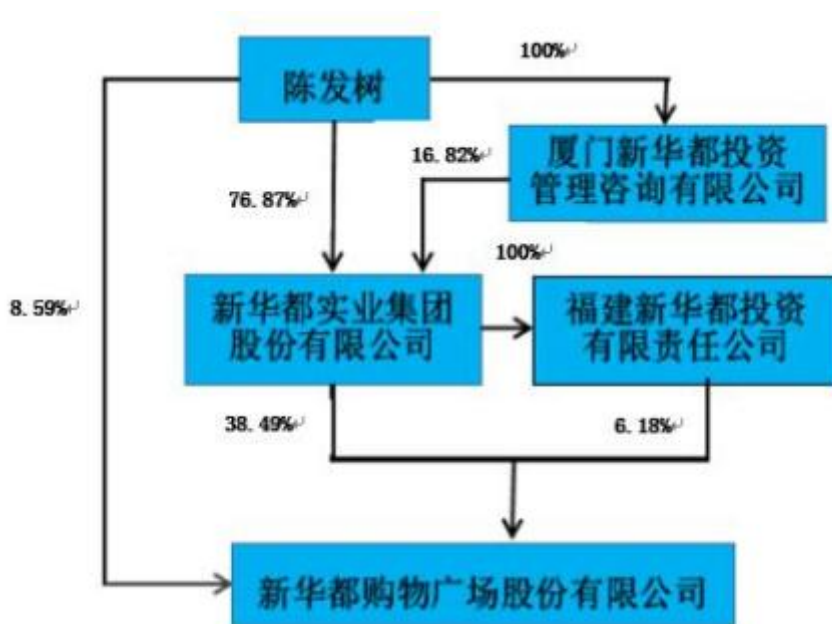 100%
陈发树
16.82%
厦门新华都投资
管理咨询有限公司
76.87%
100%
8.59%
新华都实业集团
股份有限公司
福建新华都投资
有限责任公司
38.49%
6.18%
新华都购物广场股份有限公司